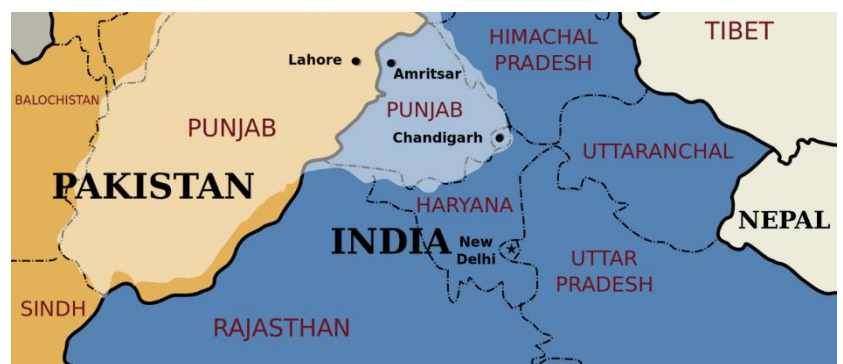 TIBET
HIMACHAL
PRADESH
Lahore
Amritsar
BALOCHISTAN
PUNJAB
PUNJAB
Chandigarh
UTTARANCHAL
PAKISTAN
HARYANA
NEPAL
INDIA
New
Delhi
UTTAR
PRADESH
SINDH
RAJASTHAN